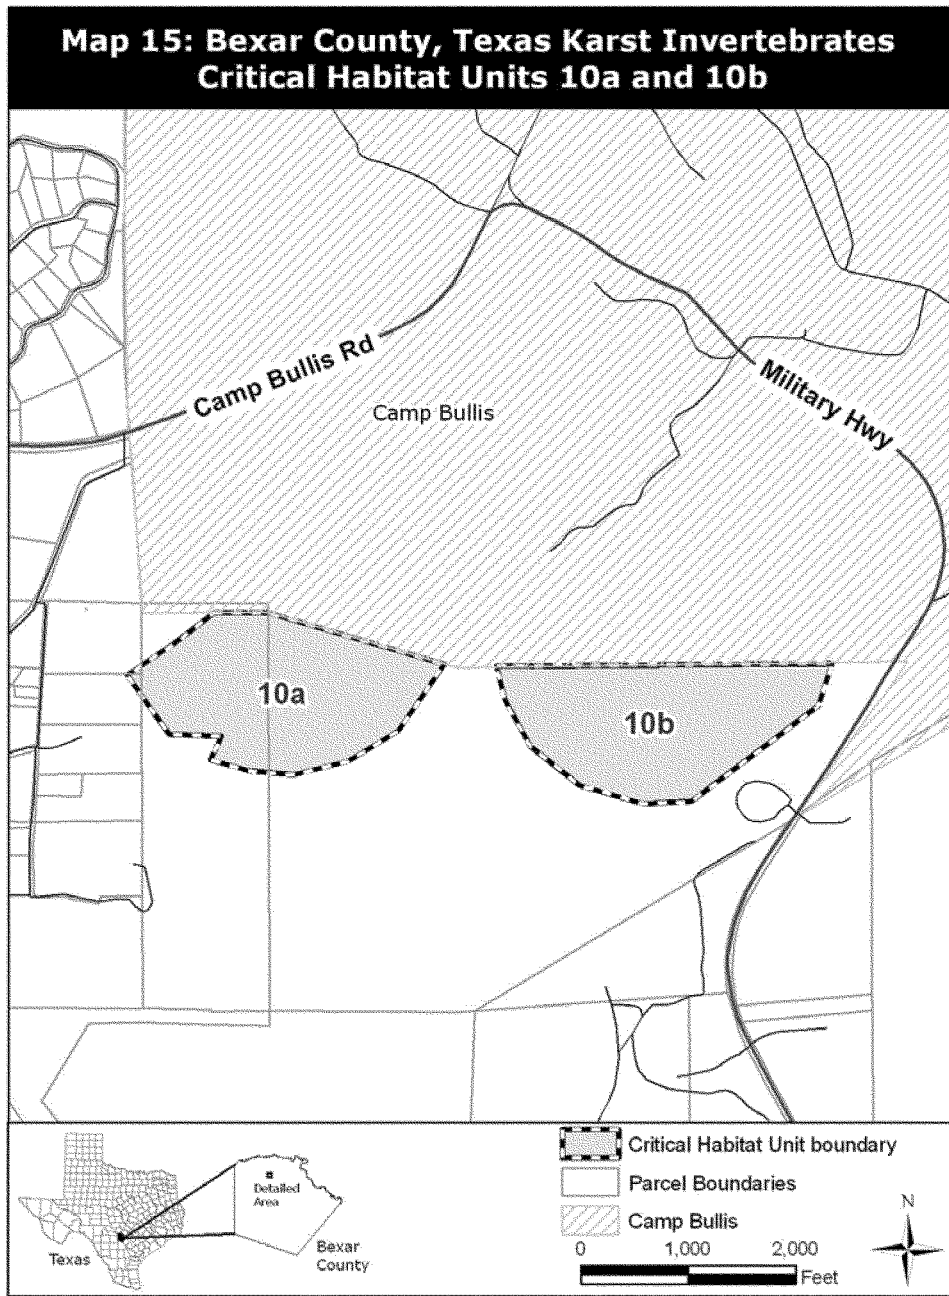 Map 15: Bexar County, Texas Karst Invertebrates
Critical Habitat Units 10a and 10b
Camp Bullis Rd
Camp Bullis
Military Hwy
10a
10b
Texas
Detailed
Area
Bexar
County
Critical Habitat Unit boundary
Parcel Boundaries
Camp Bullis
0 1,000 2,000
Feet
N